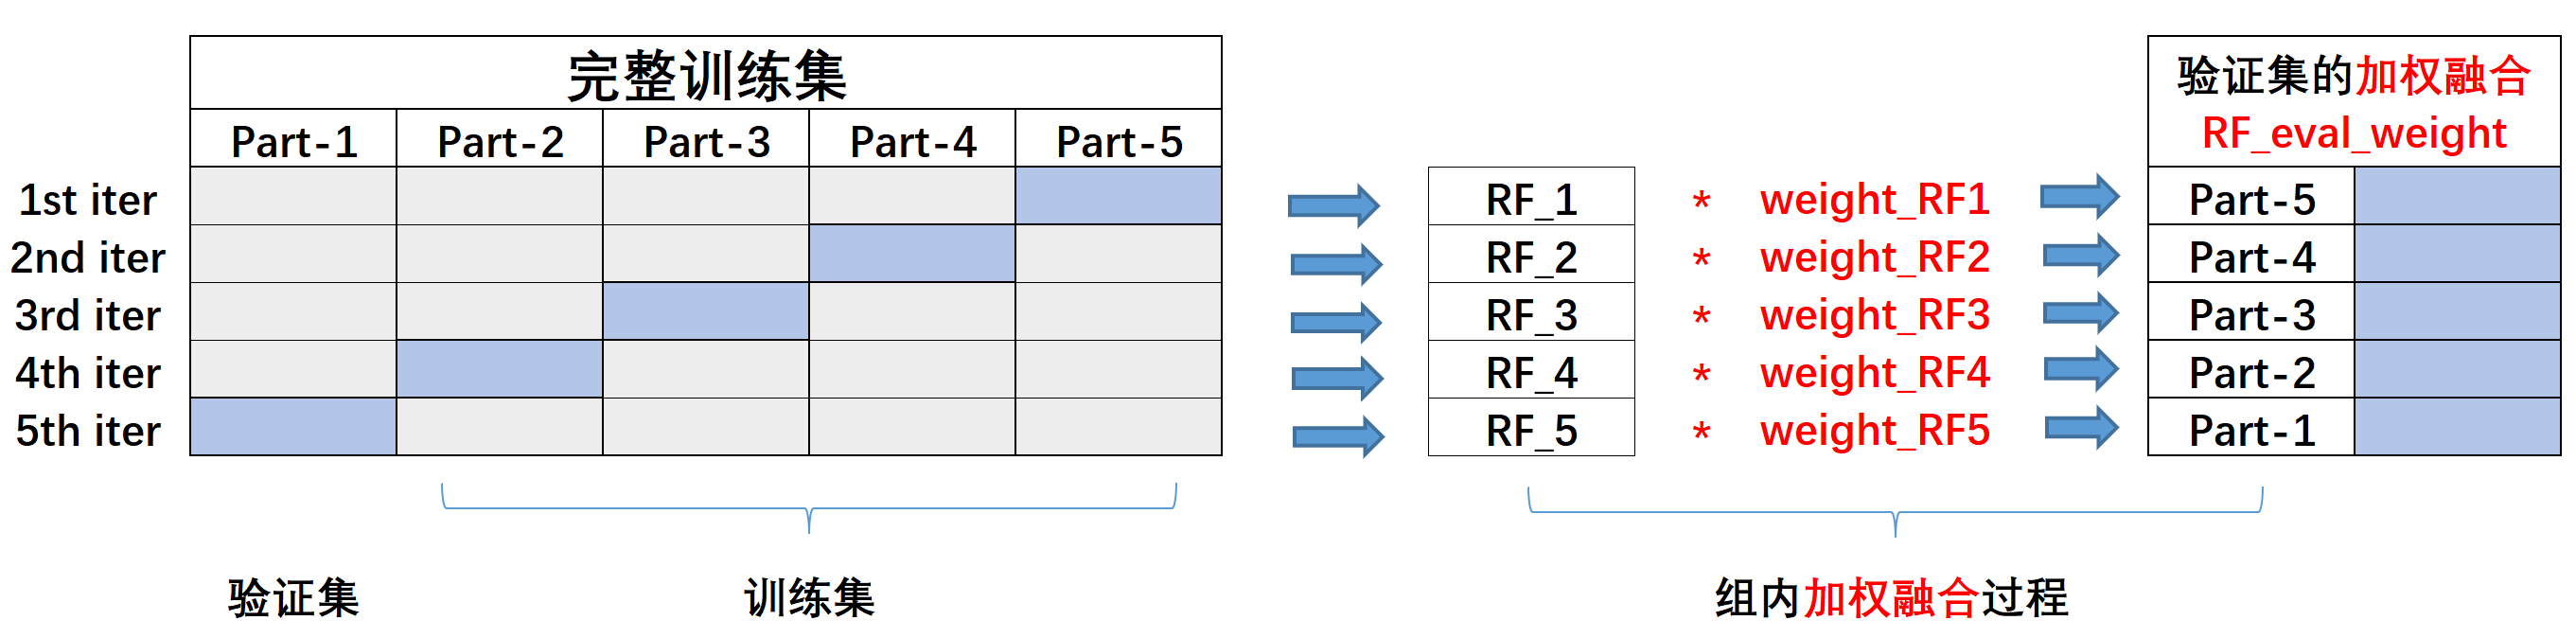 完整训练集
Part-1 Part-2 Part-3 Part-4 Part-5
1st iter
2nd iter
3rd iter
4th iter
5th iter
验证集
训练集
RF_1 * weight_RF1
RF_2 * weight_RF2
RF_3 * weight_RF3
RF_4 * weight_RF4
RF_5 * weight_RF5
组内加权融合过程
验证集的加权融合
RF_eval_weight
Part-5
Part-4
Part-3
Part-2
Part-1